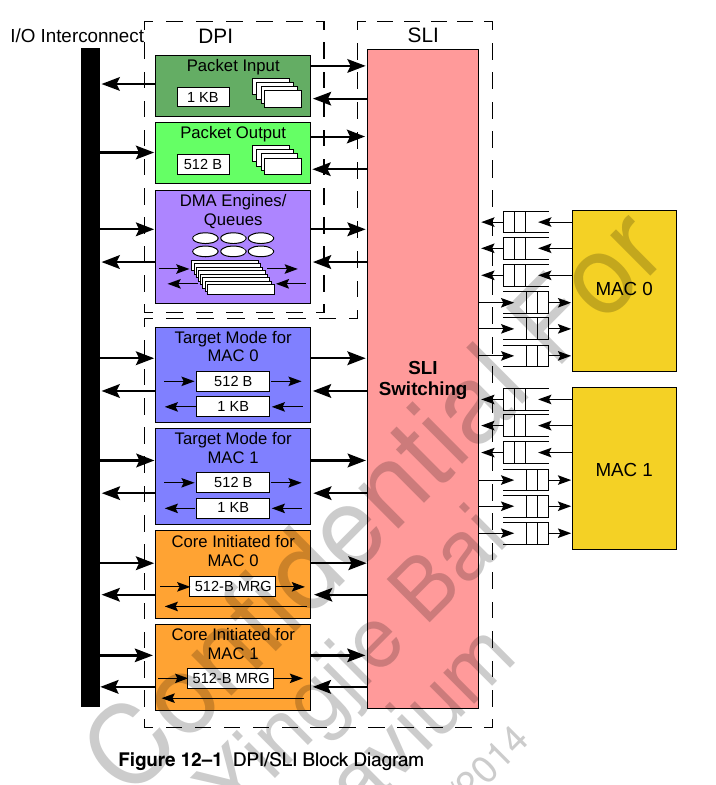 I/O Interconnect
DPI
SLI
Packet Input
1 KB
Packet Output
512 B
DMA Engines/
Queues
Target Mode for
MAC 0
512 B
1 KB
Target Mode for
MAC 1
512 B
1 KB
Core Initiated for
MAC 0
512-B MRG
Core Initiated for
MAC 1
512-B MRG
SLI
Switching
MAC 0
MAC 1
Confidential For
Yingjie Bai
avium
/2014
Figure 12–1 DPI/SLI Block Diagram